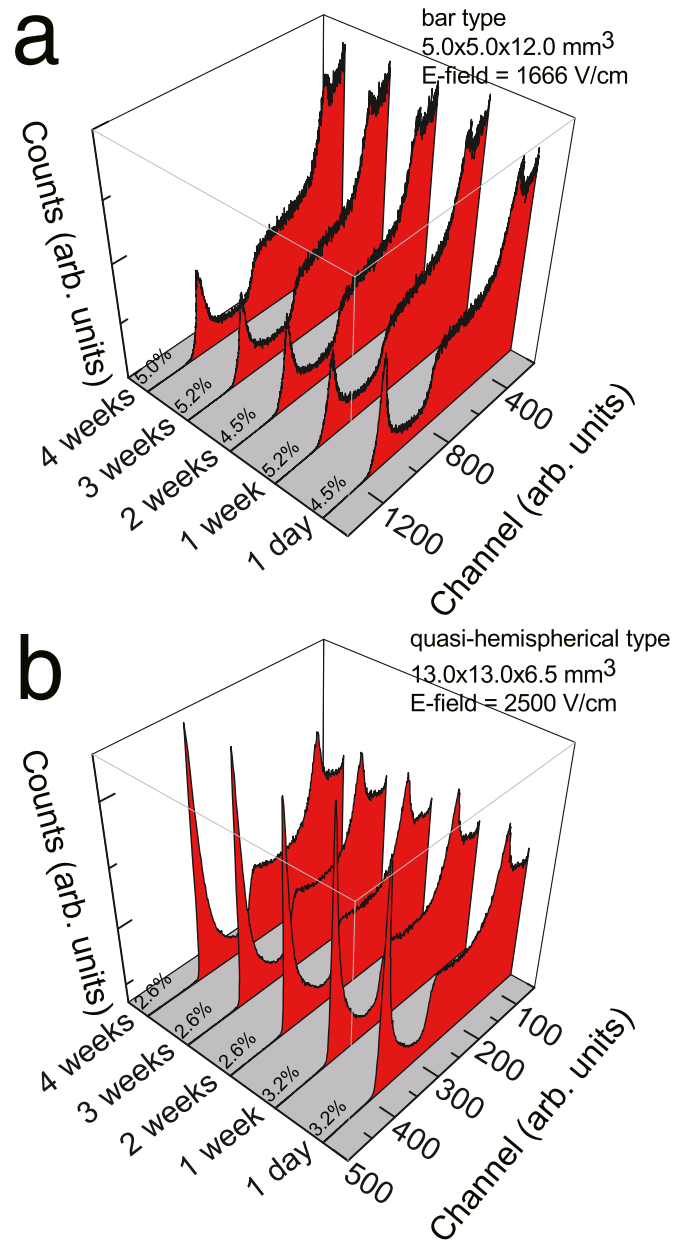 a
bar type
5.0x5.0x12.0 mm3
E-field = 1666 V/cm
Counts (arb. units)
5.0%
5.2%
4.5%
5.2%
4.5%
4 weeks
3 weeks
2 weeks
1 week
1 day
400
800
1200
Channel (arb. units)
b
quasi-hemispherical type
13.0x13.0x6.5 mm3
E-field = 2500 V/cm
Counts (arb. units)
2.6%
2.6%
2.6%
3.2%
3.2%
4 weeks
3 weeks
2 weeks
1 week
1 day
100
200
300
400
500
Channel (arb. units)